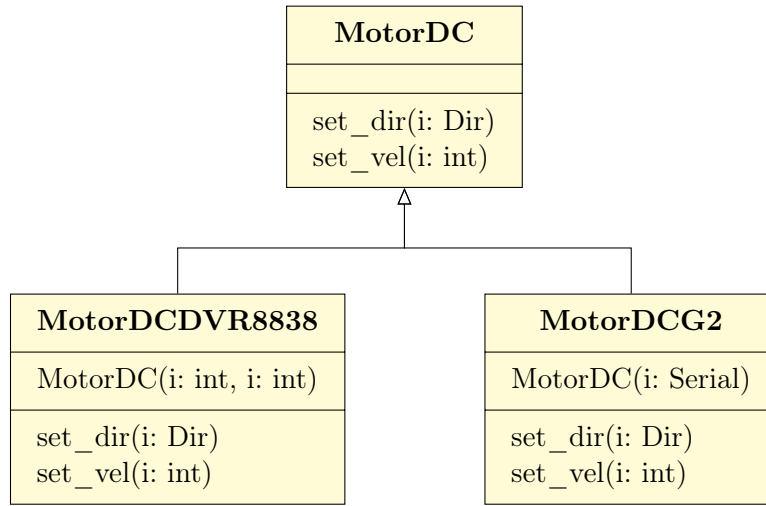 MotorDC
set_dir(i: Dir)
set_vel(i: int)
MotorDCDVR8838
MotorDC(i: int, i: int)
set_dir(i: Dir)
set_vel(i: int)
MotorDCG2
MotorDC(i: Serial)
set_dir(i: Dir)
set_vel(i: int)